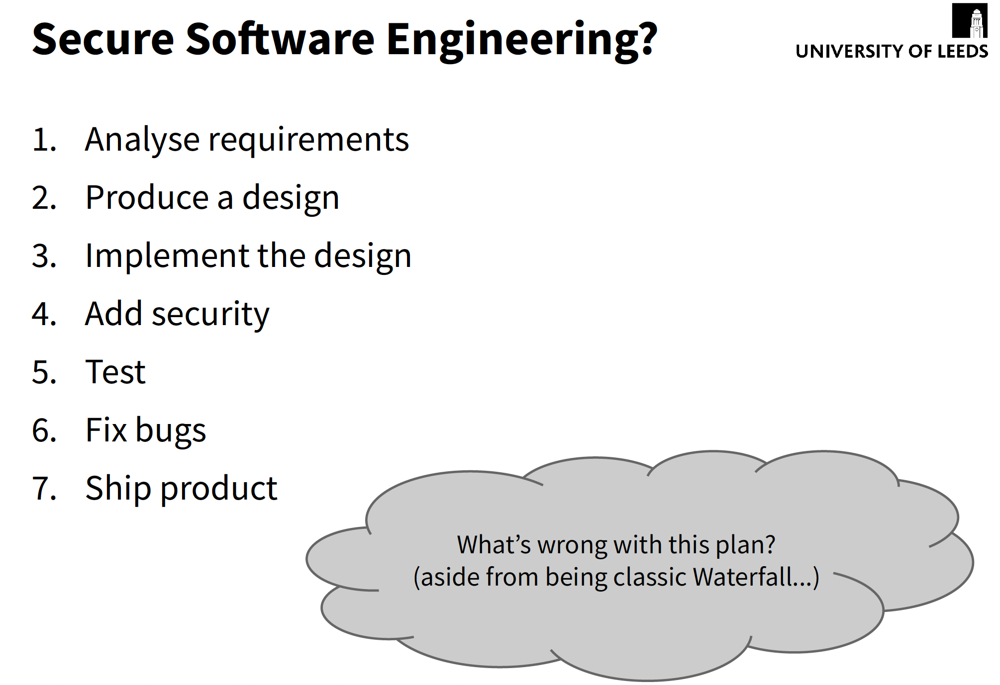 Secure Software Engineering?
UNIVERSITY OF LEEDS
1. Analyse requirements
2. Produce a design
3. Implement the design
4. Add security
5. Test
6. Fix bugs
7. Ship product
What’s wrong with this plan?
(aside from being classic Waterfall...)